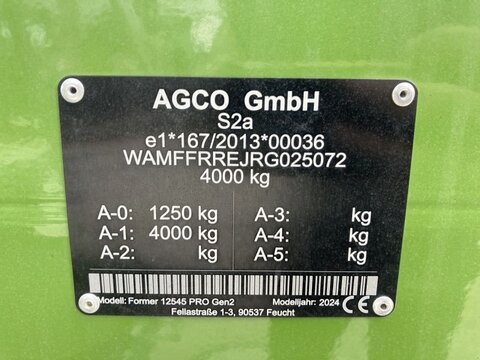 AGCO GmbH
S2a
e1*167/2013*00036
WAMFFRREJRG025072
4000 kg
A-0: 1250 kg A-3: kg
A-1: 4000 kg A-4: kg
A-2: kg A-5: kg
Modell: Former 12545 PRO Gen2 Modelljahr: 2024 CE
Fellastraße 1-3, 90537 Feucht